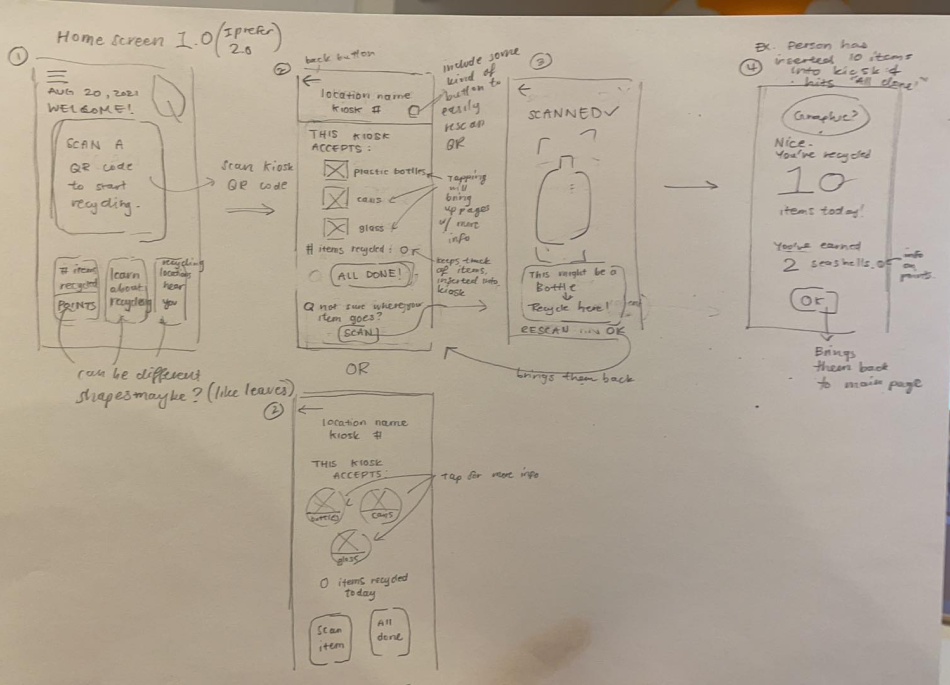 Home screen 1.0 (I prefer 2.0)
①
AUG 20, 2021
WELCOME!
SCAN A
QR code
to start
recycling.
# items
recycled
POINTS
learn
about
recycling
recycling
locations
near
you
can be different
shapes maybe? (like leaves)
scan kiosk
QR code
②
back button
location name
kiosk #
include some
kind of
button to
easily
rescan
QR
THIS KIOSK
ACCEPTS:
plastic bottles
cans
glass
Tapping
will
bring
up pages
w/ more
info
# items recycled: 0
keeps track
of items
inserted into
kiosk
ALL DONE!
Q not sure where your
item goes?
SCAN
OR
②
location name
kiosk #
THIS KIOSK
ACCEPTS:
bottles
cans
glass
tap for more info
0 items recycled
today
Scan
item
All
done
③
SCANNED
This might be a
Bottle
Recycle here!
RESCAN
OK
brings them back
④
Ex. Person has
inserted 10 items
into kiosk &
hits "All done"
Graphic?
Nice.
You've recycled
10
items today!
You've earned
2 seashells.
info
on
points
OK
Brings
them back
to main page